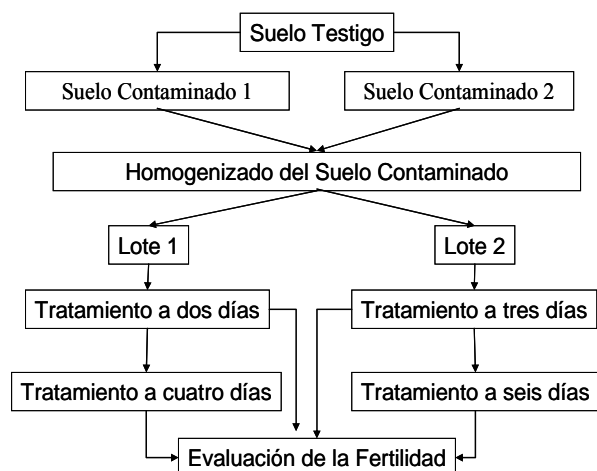 Suelo Testigo
Suelo Contaminado 1
Suelo Contaminado 2
Homogenizado del Suelo Contaminado
Lote 1
Lote 2
Tratamiento a dos días
Tratamiento a tres días
Tratamiento a cuatro días
Tratamiento a seis días
Evaluación de la Fertilidad